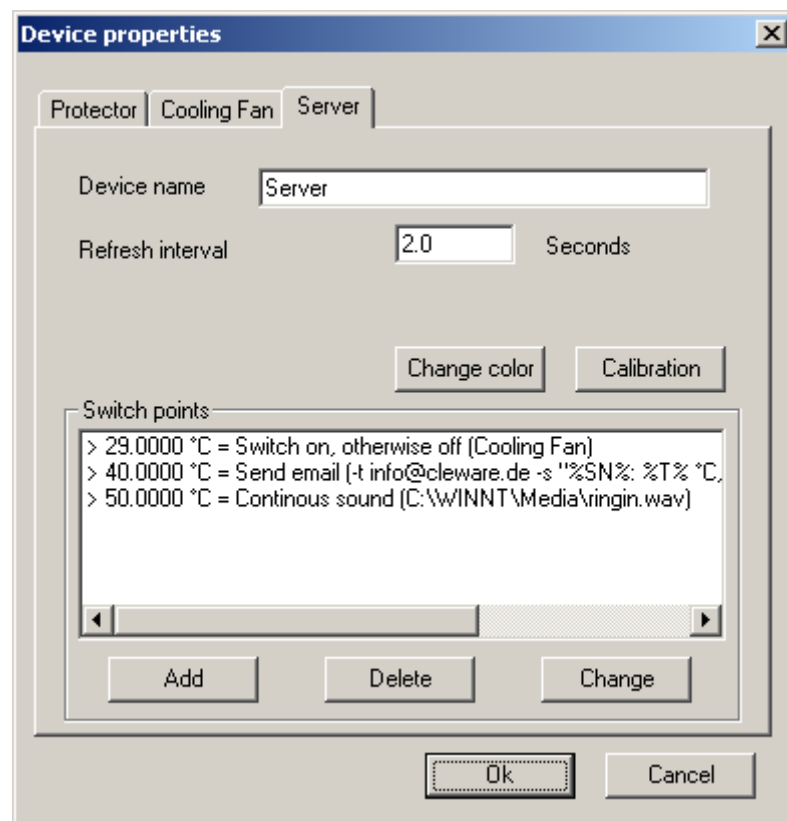 Device properties
Protector Cooling Fan Server
Device name Server
Refresh interval 2.0 Seconds
Change color Calibration
Switch points
> 29.0000 °C = Switch on, otherwise off (Cooling Fan)
> 40.0000 °C = Send email (-t info@cleware.de -s "%SN%: %T% °C,
> 50.0000 °C = Continous sound (C:\WINNT\Media\ringin.wav)
Add Delete Change
Ok Cancel